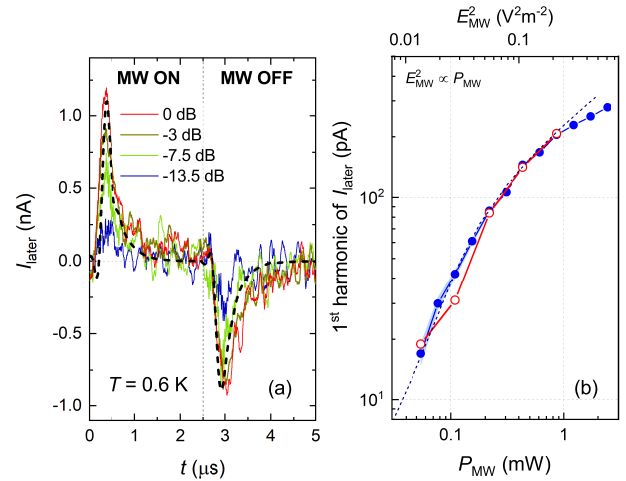 MW ON
MW OFF
0 dB
-3 dB
-7.5 dB
-13.5 dB
T = 0.6 K
(a)
1.0
0.5
0.0
-0.5
-1.0
I_later (nA)
0 1 2 3 4 5
t (μs)
E²_MW (V²m⁻²)
0.01 0.1
E²_MW ∝ P_MW
10²
10¹
1ˢᵗ harmonic of I_later (pA)
(b)
0.1 1
P_MW (mW)